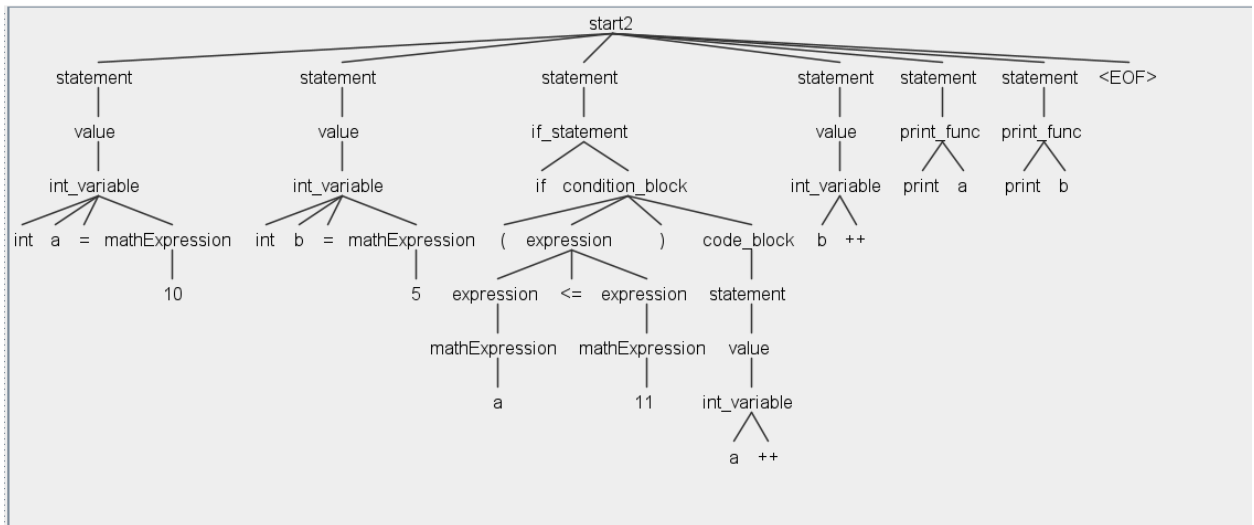 start2
statement statement statement statement statement statement <EOF>
value value if_statement value print_func print_func
int_variable int_variable if condition_block int_variable print a print b
int a = mathExpression int b = mathExpression ( expression ) code_block b ++
10 5 expression <= expression statement
mathExpression mathExpression value
a 11 int_variable
a ++